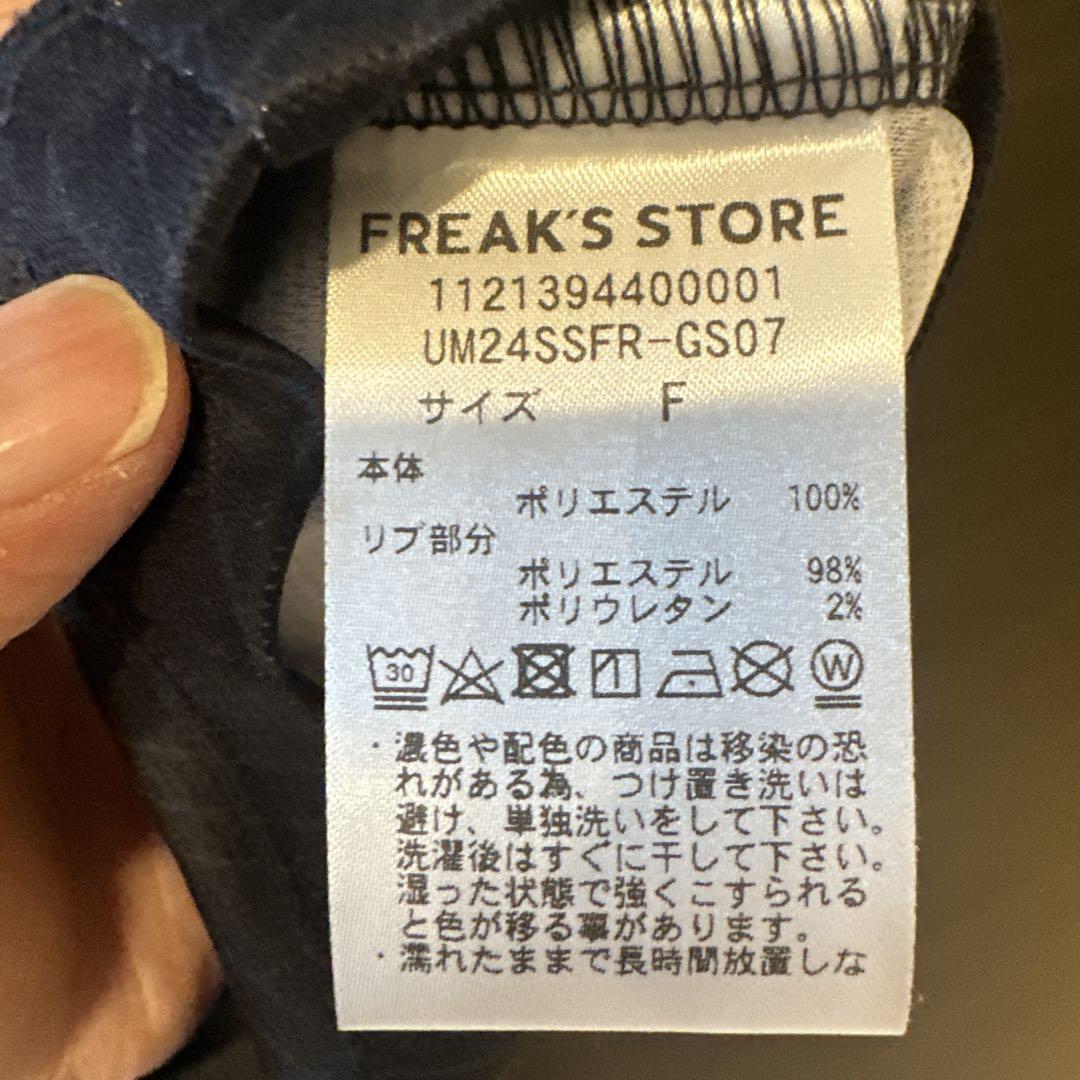 FREAK'S STORE
1121394400001
UM24SSFR-GS07
サイズ F
本体
ポリエステル 100%
リブ部分
ポリエステル 98%
ポリウレタン 2%
30 W
・濃色や配色の商品は移染の恐
れがある為、つけ置き洗いは
避け、単独洗いをして下さい。
洗濯後はすぐに干して下さい。
湿った状態で強くこすられる
と色が移る事があります。
・濡れたままで長時間放置しな